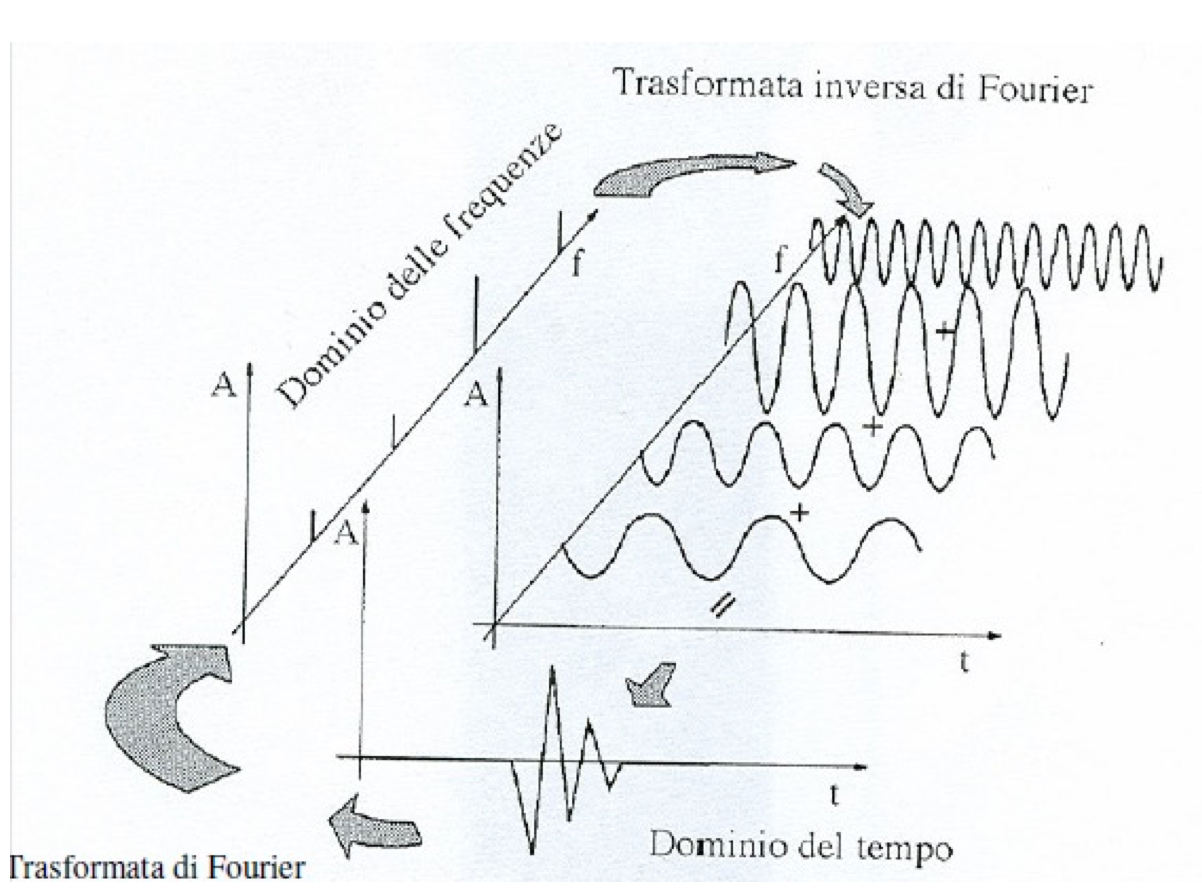 Trasformata inversa di Fourier
Dominio delle frequenze
f
f
A
A
+
A
+
+
=
t
t
Dominio del tempo
Trasformata di Fourier